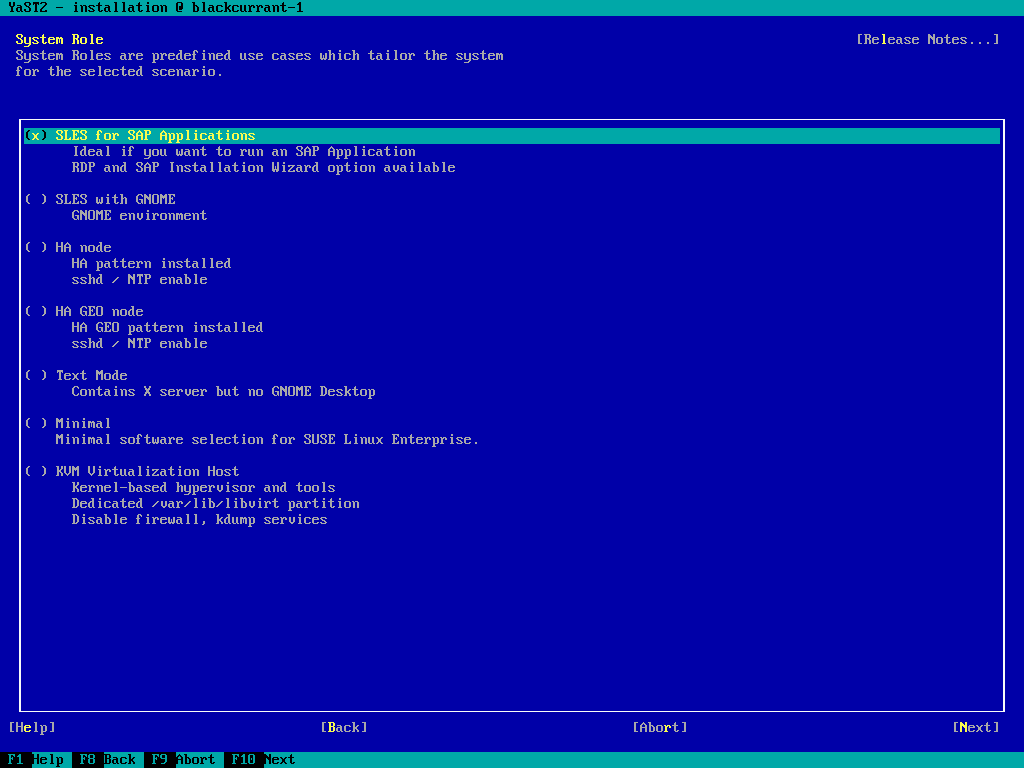 YaST2 - installation @ blackcurrant-1
System Role [Release Notes...]
System Roles are predefined use cases which tailor the system
for the selected scenario.
(x) SLES for SAP Applications
Ideal if you want to run an SAP Application
RDP and SAP Installation Wizard option available
( ) SLES with GNOME
GNOME environment
( ) HA node
HA pattern installed
sshd / NTP enable
( ) HA GEO node
HA GEO pattern installed
sshd / NTP enable
( ) Text Mode
Contains X server but no GNOME Desktop
( ) Minimal
Minimal software selection for SUSE Linux Enterprise.
( ) KVM Virtualization Host
Kernel-based hypervisor and tools
Dedicated /var/lib/libvirt partition
Disable firewall, kdump services
[Help] [Back] [Abort] [Next]
F1 Help F8 Back F9 Abort F10 Next